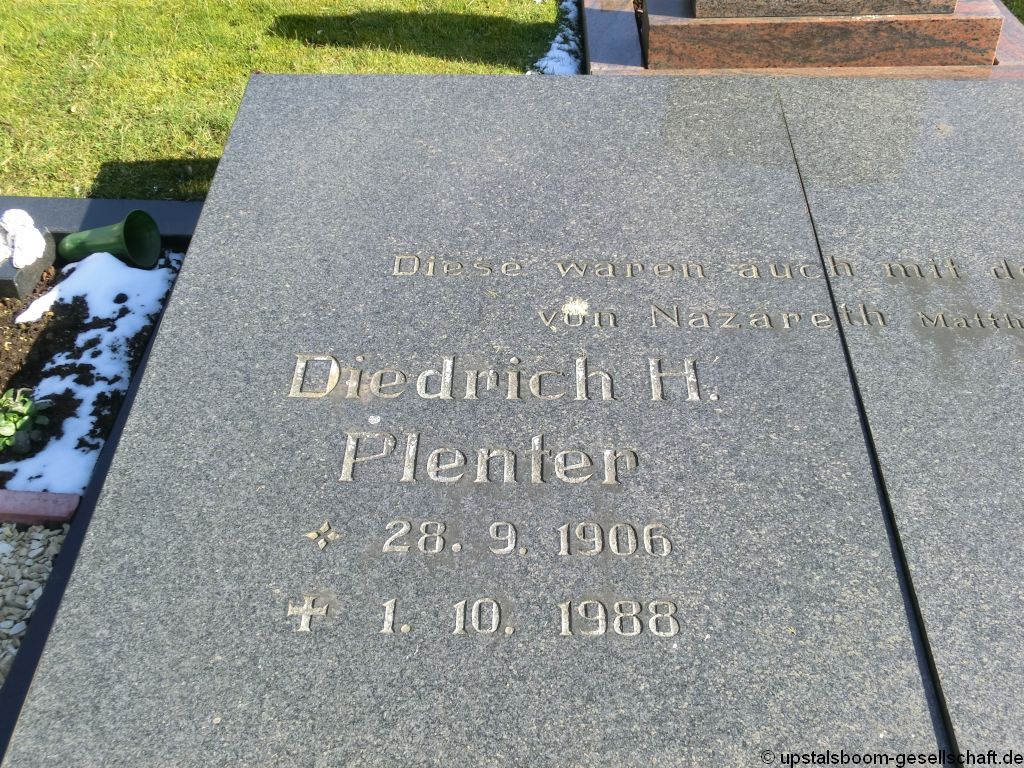 Diese waren auch mit
von Nazareth
Diedrich H.
Plenter
28. 9. 1906
1. 10. 1988
© upstalsboom-gesellschaft.de